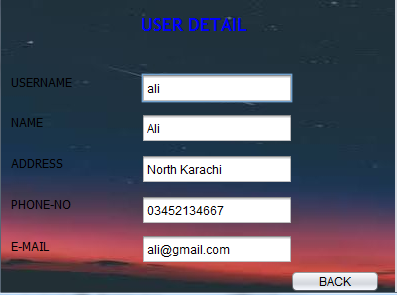 USER DETAIL
USERNAME ali
NAME Ali
ADDRESS North Karachi
PHONE-NO 03452134667
E-MAIL ali@gmail.com
BACK